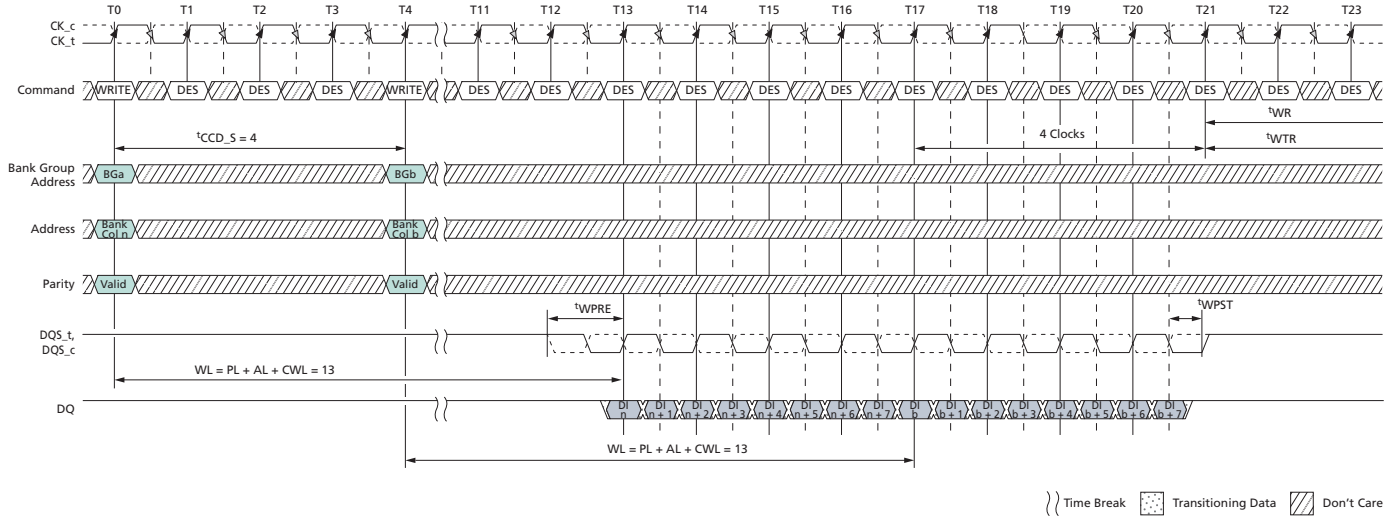 T0 T1 T2 T3 T4 T11 T12 T13 T14 T15 T16 T17 T18 T19 T20 T21 T22 T23
CK_c
CK_t
Command WRITE DES DES DES WRITE DES DES DES DES DES DES DES DES DES DES DES DES DES
tWR
tCCD_S = 4 4 Clocks tWTR
Bank Group
Address BGa BGb
Address Bank
Col n Bank
Col b
Parity Valid Valid
tWPRE tWPST
DQS_t,
DQS_c
WL = PL + AL + CWL = 13
DQ DI
n DI
n + 1 DI
n + 2 DI
n + 3 DI
n + 4 DI
n + 5 DI
n + 6 DI
n + 7 DI
b DI
b + 1 DI
b + 2 DI
b + 3 DI
b + 4 DI
b + 5 DI
b + 6 DI
b + 7
WL = PL + AL + CWL = 13
Time Break Transitioning Data Don't Care